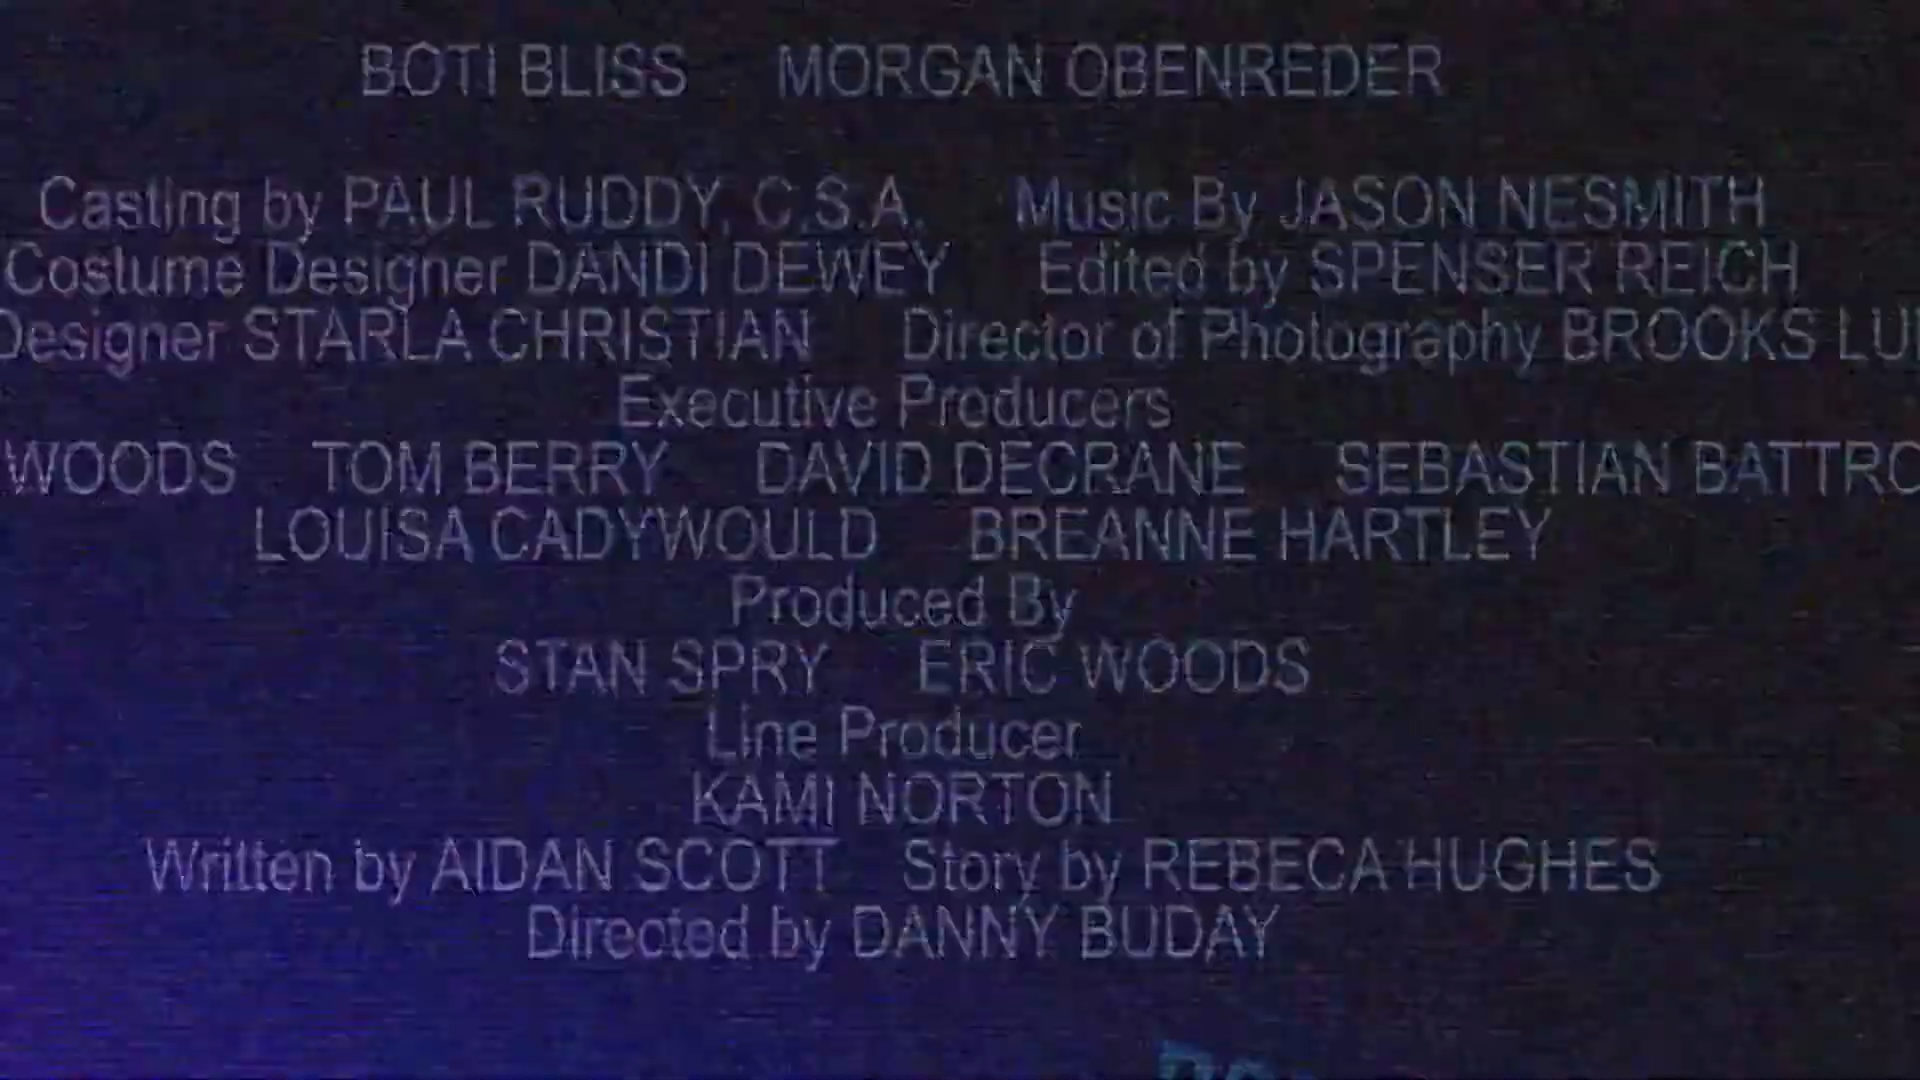 BOTI BLISS MORGAN OBENREDER
Casting by PAUL RUDDY, C.S.A. Music By JASON NESMITH
Costume Designer DANDI DEWEY Edited by SPENSER REICH
Designer STARLA CHRISTIAN Director of Photography BROOKS
Executive Producers
WOODS TOM BERRY DAVID DECRANE SEBASTIAN
LOUISA CADYWOULD BREANNE HARTLEY
Produced By
STAN SPRY ERIC WOODS
Line Producer
KAMI NORTON
Written by AIDAN SCOTT Story by REBECA HUGHES
Directed by DANNY BUDAY